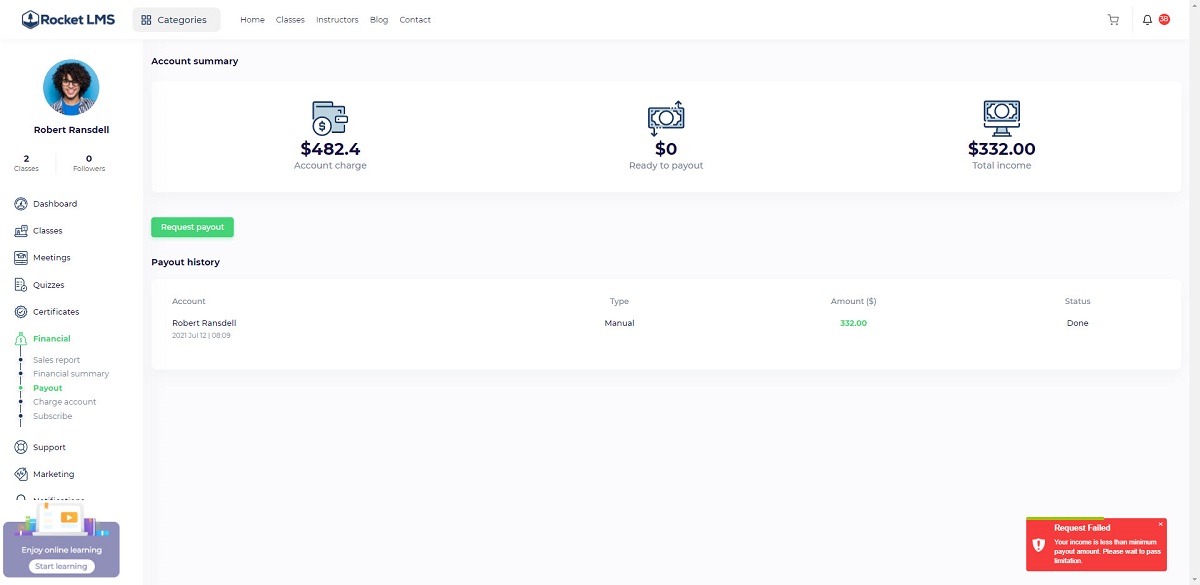 Rocket LMS
Categories
Home
Classes
Instructors
Blog
Contact
38
Robert Ransdell
2
Classes
0
Followers
Dashboard
Classes
Meetings
Quizzes
Certificates
Financial
Sales report
Financial summary
Payout
Charge account
Subscribe
Support
Marketing
Notifications
Enjoy online learning
Start learning
Account summary
$482.4
Account charge
$0
Ready to payout
$332.00
Total income
Request payout
Payout history
Account Type Amount ($) Status
Robert Ransdell Manual 332.00 Done
2021 Jul 12 | 08:09
Request Failed
Your income is less than minimum
payout amount. Please wait to pass
limitation.